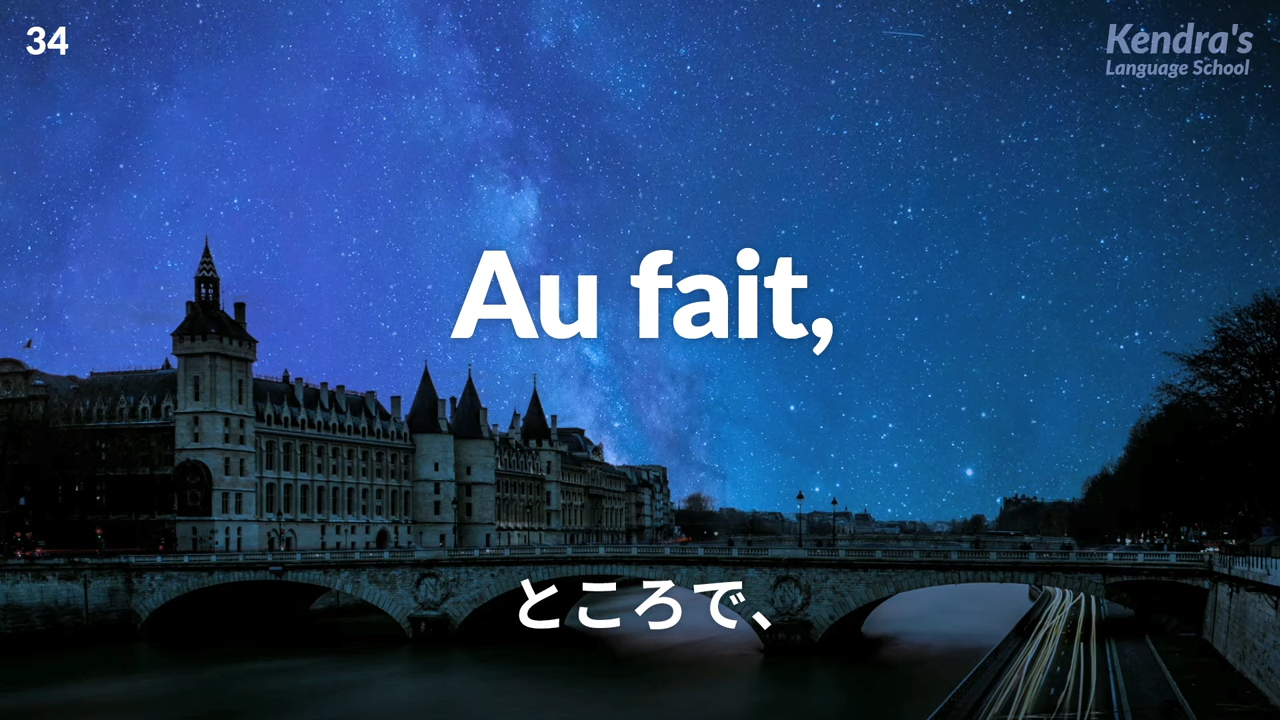 34
Kendra's
Language School
Au fait,
ところで、